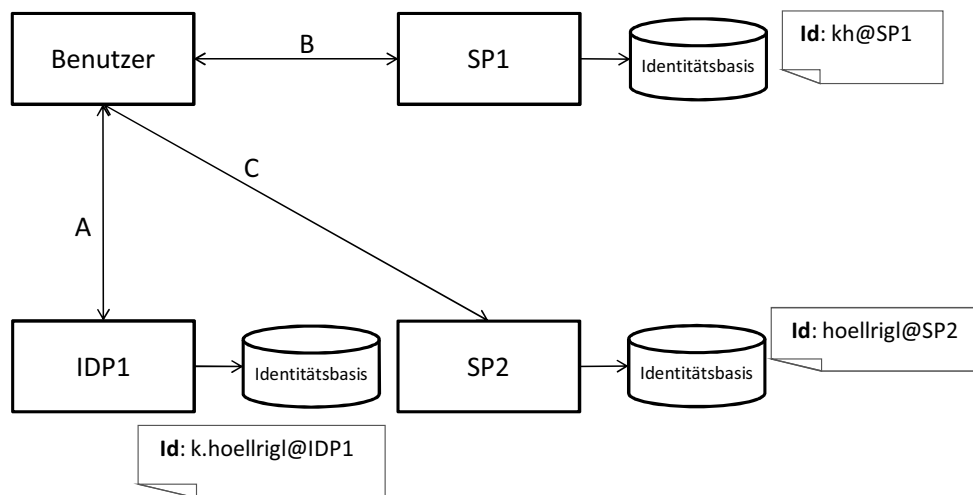 Benutzer
B
SP1
Identitätsbasis
Id: kh@SP1
C
A
IDP1
Identitätsbasis
SP2
Identitätsbasis
Id: hoellrigl@SP2
Id: k.hoellrigl@IDP1